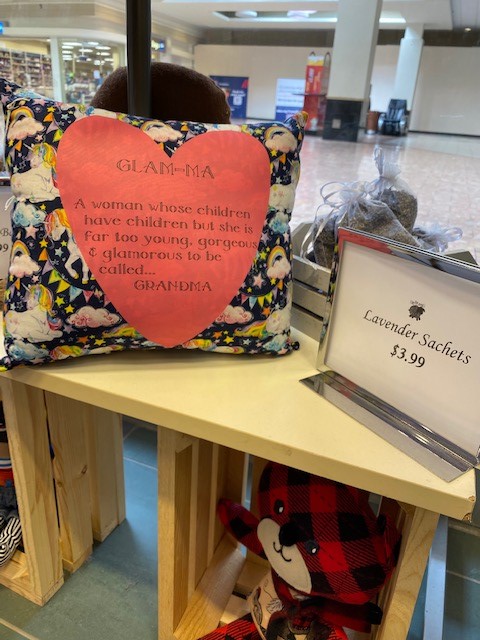 GLAM-MA
A woman whose children
have children but she is
far too young, gorgeous
& glamorous to be
called...
GRANDMA
Lavender Sachets
$3.99